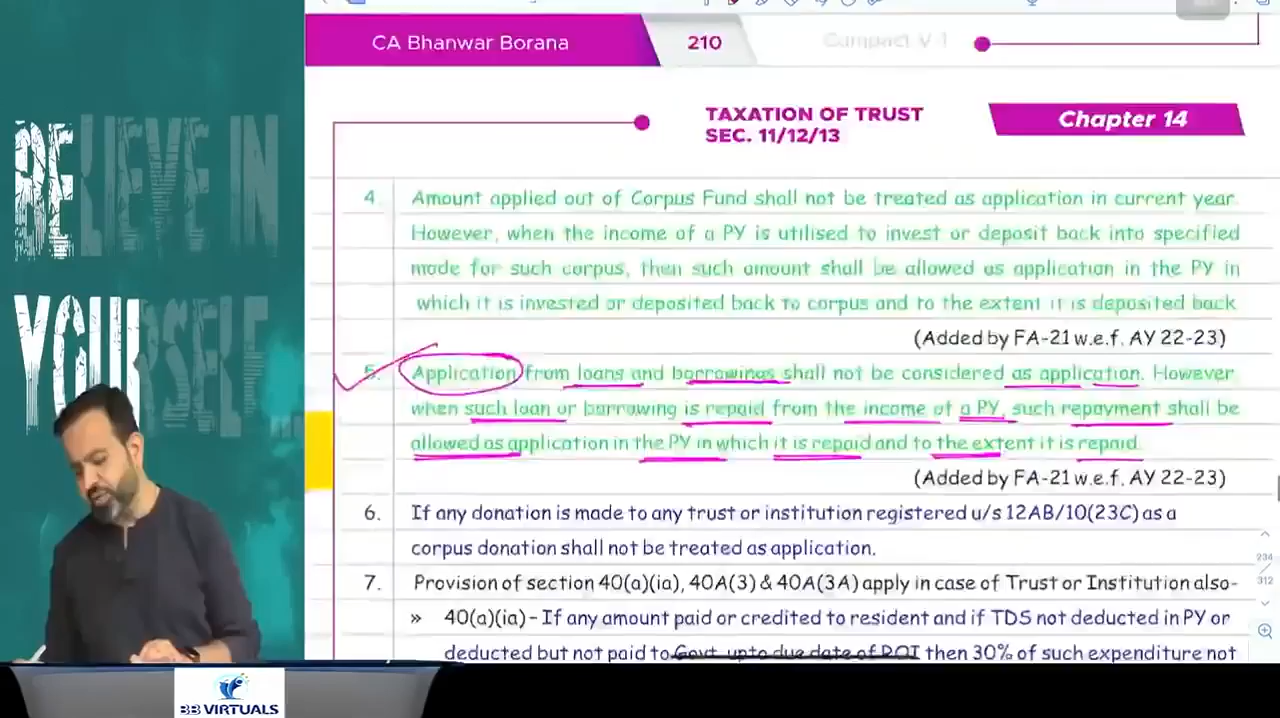 CA Bhanwar Borana
210
Compact V-1
BELIEVE IN
YOURSELF
TAXATION OF TRUST
SEC. 11/12/13
Chapter 14
4. Amount applied out of Corpus Fund shall not be treated as application in current year.
However, when the income of a PY is utilised to invest or deposit back into specified
mode for such corpus, then such amount shall be allowed as application in the PY in
which it is invested or deposited back to corpus and to the extent it is deposited back
(Added by FA-21 w.e.f. AY 22-23)
5. Application from loans and borrowings shall not be considered as application. However
when such loan or borrowing is repaid from the income of a PY, such repayment shall be
allowed as application in the PY in which it is repaid and to the extent it is repaid.
(Added by FA-21 w.e.f. AY 22-23)
6. If any donation is made to any trust or institution registered u/s 12AB/10(23C) as a
corpus donation shall not be treated as application.
7. Provision of section 40(a)(ia), 40A(3) & 40A(3A) apply in case of Trust or Institution also-
» 40(a)(ia) – If any amount paid or credited to resident and if TDS not deducted in PY or
deducted but not paid to Govt. upto due date of ROI then 30% of such expenditure not
234
312
BB VIRTUALS